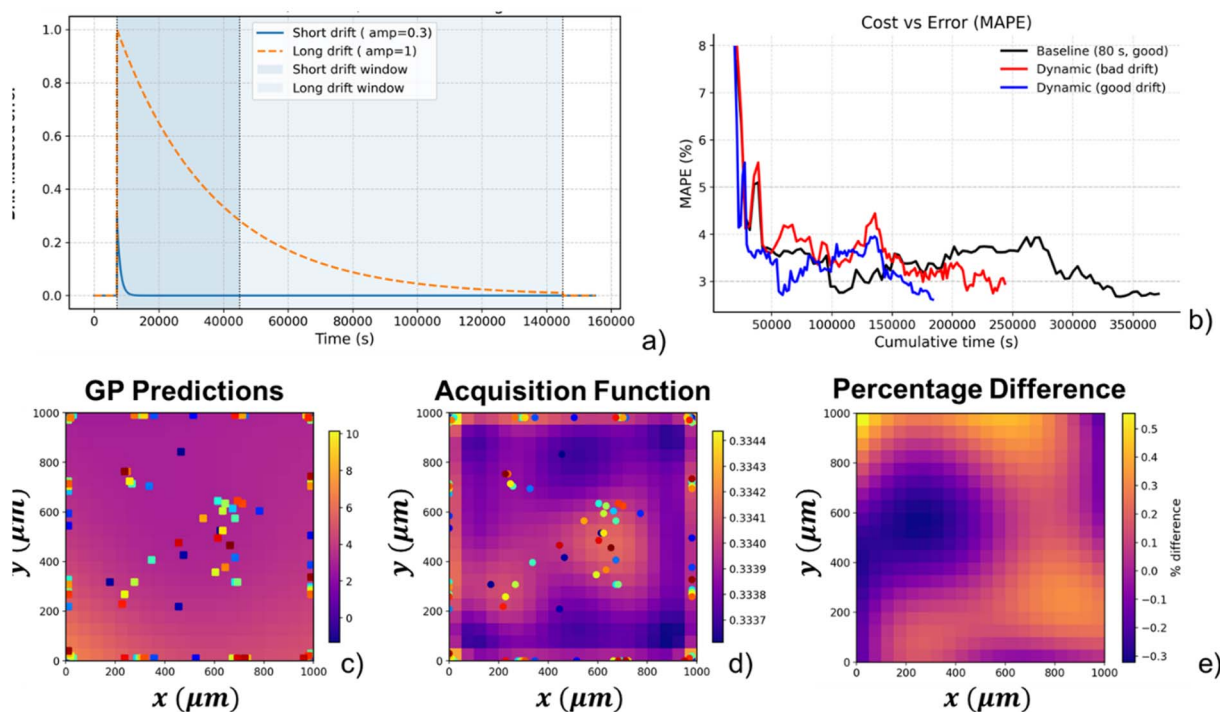 1.0
0.8
0.6
0.4
0.2
0.0
Short drift ( amp=0.3)
Long drift ( amp=1)
Short drift window
Long drift window
0 20000 40000 60000 80000 100000 120000 140000 160000
Time (s)
a)
Cost vs Error (MAPE)
8
7
6
5
4
3
MAPE (%)
Baseline (80 s, good)
Dynamic (bad drift)
Dynamic (good drift)
50000 100000 150000 200000 250000 300000 350000
Cumulative time (s)
b)
GP Predictions
1000
800
600
400
200
0
y (μm)
0 200 400 600 800 1000
x (μm)
10
8
6
4
2
0
c)
Acquisition Function
1000
800
600
400
200
0
y (μm)
0 200 400 600 800 1000
x (μm)
0.3344
0.3342
0.3341
0.3340
0.3339
0.3338
0.3337
d)
Percentage Difference
1000
800
600
400
200
0
y (μm)
0 200 400 600 800 1000
x (μm)
0.5
0.4
0.3
0.2
0.1
0.0
−0.1
−0.2
−0.3
% difference
e)